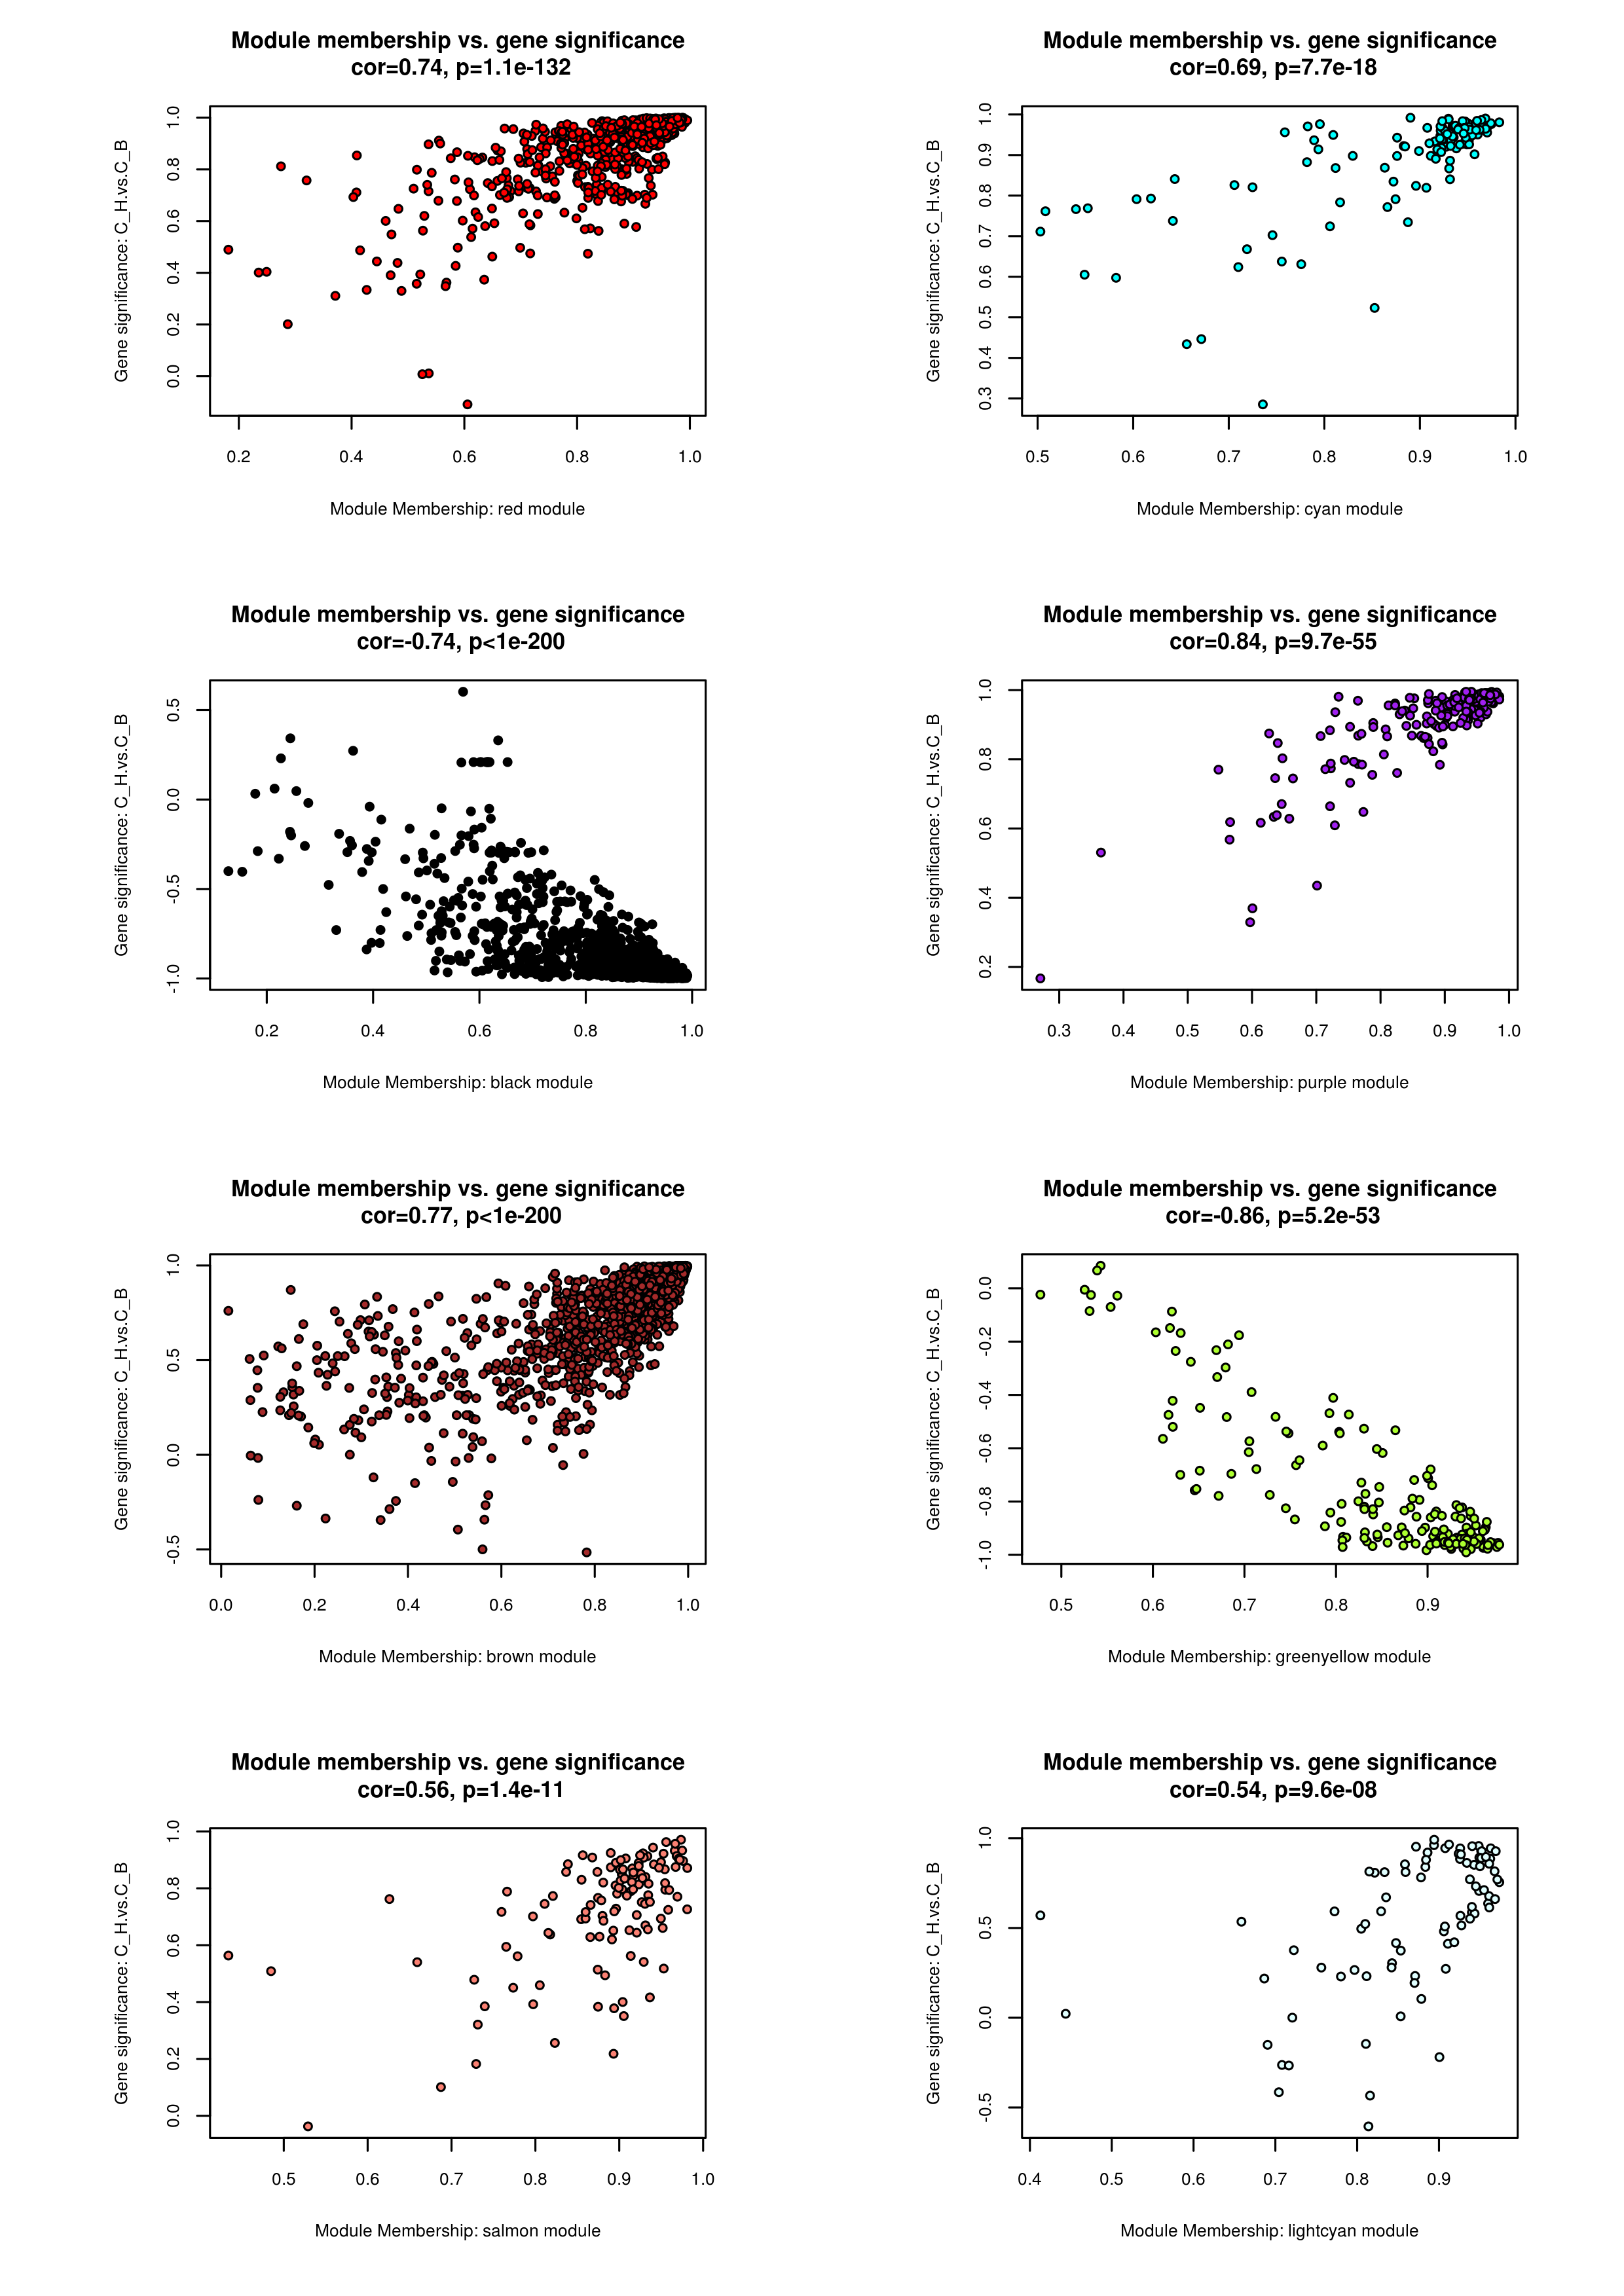 Module membership vs. gene significance
cor=0.74, p=1.1e-132
Gene significance: C_H.vs.C_B
1.0
0.8
0.6
0.4
0.2
0.0
0.2 0.4 0.6 0.8 1.0
Module Membership: red module
Module membership vs. gene significance
cor=0.69, p=7.7e-18
Gene significance: C_H.vs.C_B
1.0
0.9
0.8
0.7
0.6
0.5
0.4
0.3
0.5 0.6 0.7 0.8 0.9 1.0
Module Membership: cyan module
Module membership vs. gene significance
cor=-0.74, p<1e-200
Gene significance: C_H.vs.C_B
0.5
0.0
-0.5
-1.0
0.2 0.4 0.6 0.8 1.0
Module Membership: black module
Module membership vs. gene significance
cor=0.84, p=9.7e-55
Gene significance: C_H.vs.C_B
1.0
0.8
0.6
0.4
0.2
0.3 0.4 0.5 0.6 0.7 0.8 0.9 1.0
Module Membership: purple module
Module membership vs. gene significance
cor=0.77, p<1e-200
Gene significance: C_H.vs.C_B
1.0
0.5
0.0
-0.5
0.0 0.2 0.4 0.6 0.8 1.0
Module Membership: brown module
Module membership vs. gene significance
cor=-0.86, p=5.2e-53
Gene significance: C_H.vs.C_B
0.0
-0.2
-0.4
-0.6
-0.8
-1.0
0.5 0.6 0.7 0.8 0.9
Module Membership: greenyellow module
Module membership vs. gene significance
cor=0.56, p=1.4e-11
Gene significance: C_H.vs.C_B
1.0
0.8
0.6
0.4
0.2
0.0
0.5 0.6 0.7 0.8 0.9 1.0
Module Membership: salmon module
Module membership vs. gene significance
cor=0.54, p=9.6e-08
Gene significance: C_H.vs.C_B
1.0
0.5
0.0
-0.5
0.4 0.5 0.6 0.7 0.8 0.9
Module Membership: lightcyan module